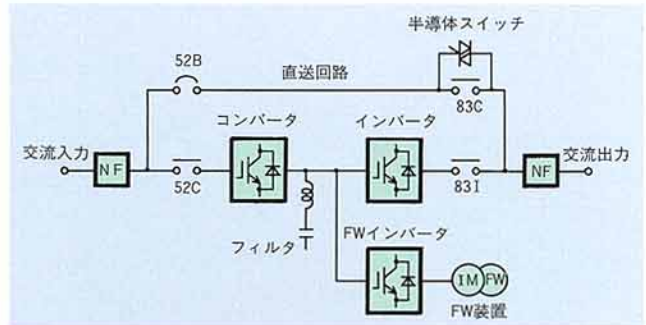 半導体スイッチ
52B
直送回路
83C
コンバータ
インバータ
交流入力
NF
52C
83I
NF
交流出力
フィルタ
FWインバータ
IM
FW
FW装置